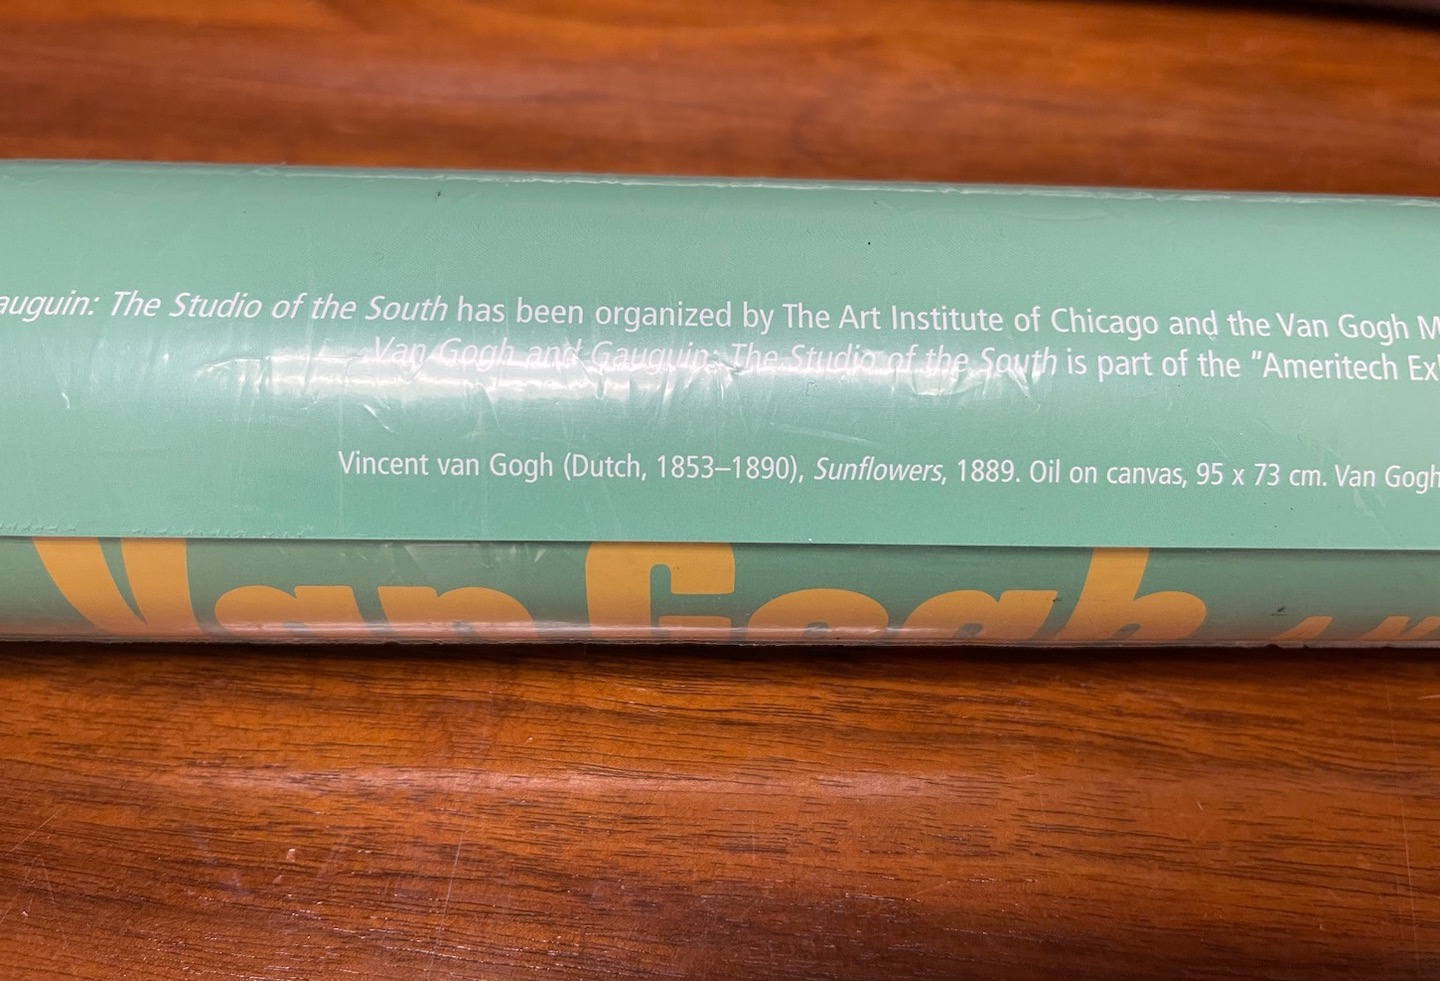 auguin: The Studio of the South has been organized by The Art Institute of Chicago and the Van Gogh M
Van Gogh and Gauguin: The Studio of the South is part of the "Ameritech Ex
Vincent van Gogh (Dutch, 1853–1890), Sunflowers, 1889. Oil on canvas, 95 x 73 cm. Van Gogh
Van Gogh